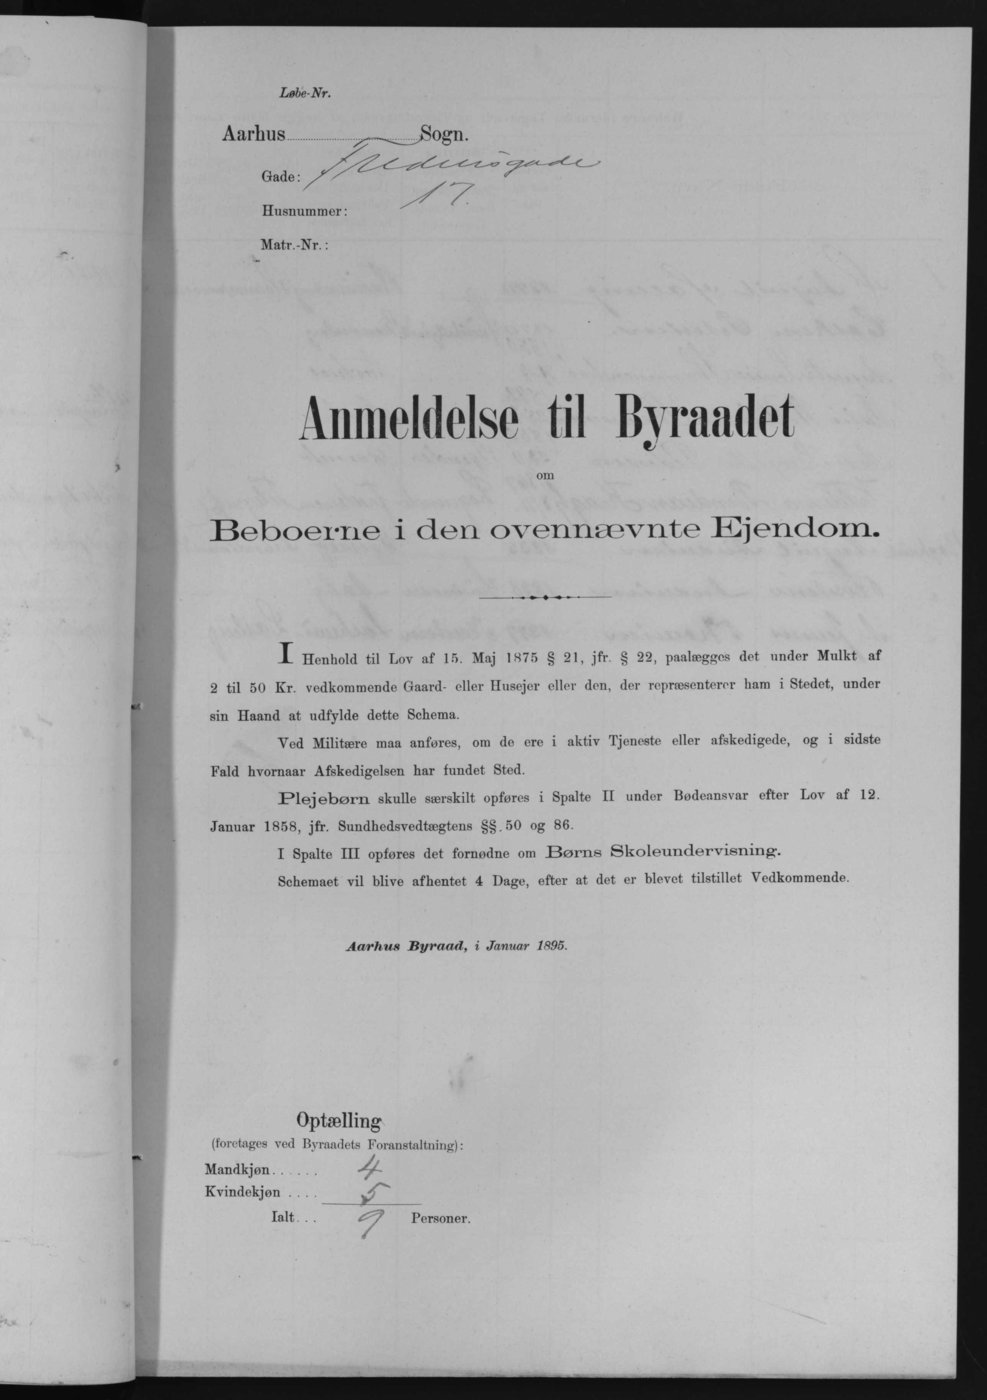 Løbe-Nr.
Aarhus Sogn.
Gade: Fredensgade
Husnummer: 17.
Matr.-Nr.:
Anmeldelse til Byraadet
om
Beboerne i den ovennævnte Ejendom.
I Henhold til Lov af 15. Maj 1875 § 21, jfr. § 22, paalægges det under Mulkt af
2 til 50 Kr. vedkommende Gaard- eller Husejer eller den, der repræsenterer ham i Stedet, under
sin Haand at udfylde dette Schema.
Ved Militære maa anføres, om de ere i aktiv Tjeneste eller afskedigede, og i sidste
Fald hvornaar Afskedigelsen har fundet Sted.
Plejebørn skulle særskilt opføres i Spalte II under Bødeansvar efter Lov af 12.
Januar 1858, jfr. Sundhedsvedtægtens §§. 50 og 86.
I Spalte III opføres det fornødne om Børns Skoleundervisning.
Schemaet vil blive afhentet 4 Dage, efter at det er blevet tilstillet Vedkommende.
Aarhus Byraad, i Januar 1895.
Optælling
(foretages ved Byraadets Foranstaltning):
Mandkjøn...... 4
Kvindekjøn .... 5
Ialt... 9 Personer.